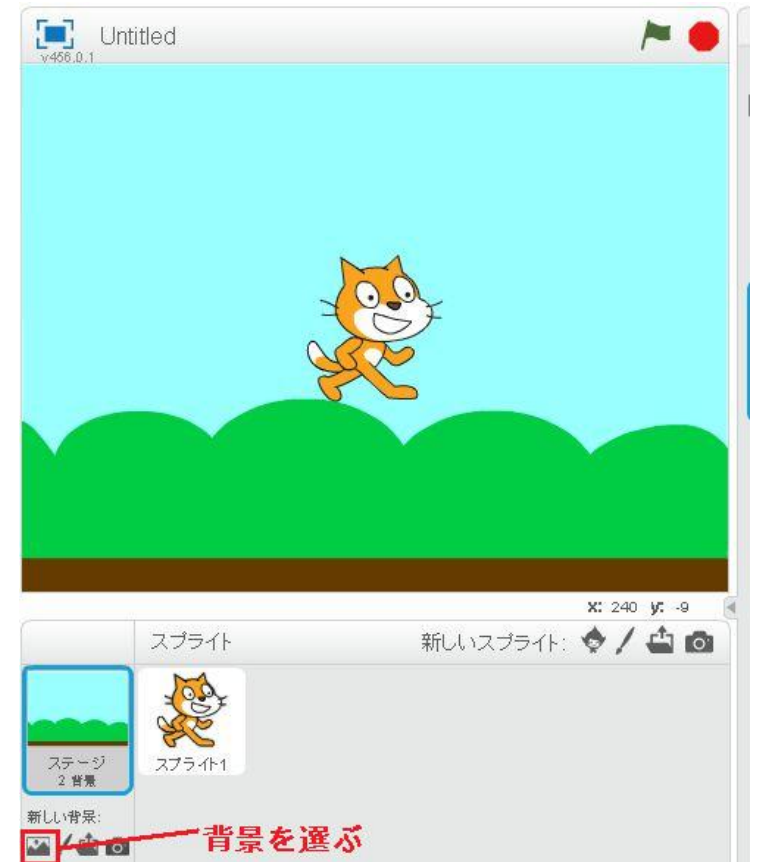 Untitled
v456.0.1
x: 240 y: -9
スプライト
新しいスプライト:
ステージ
2 背景
スプライト1
新しい背景:
背景を選ぶ